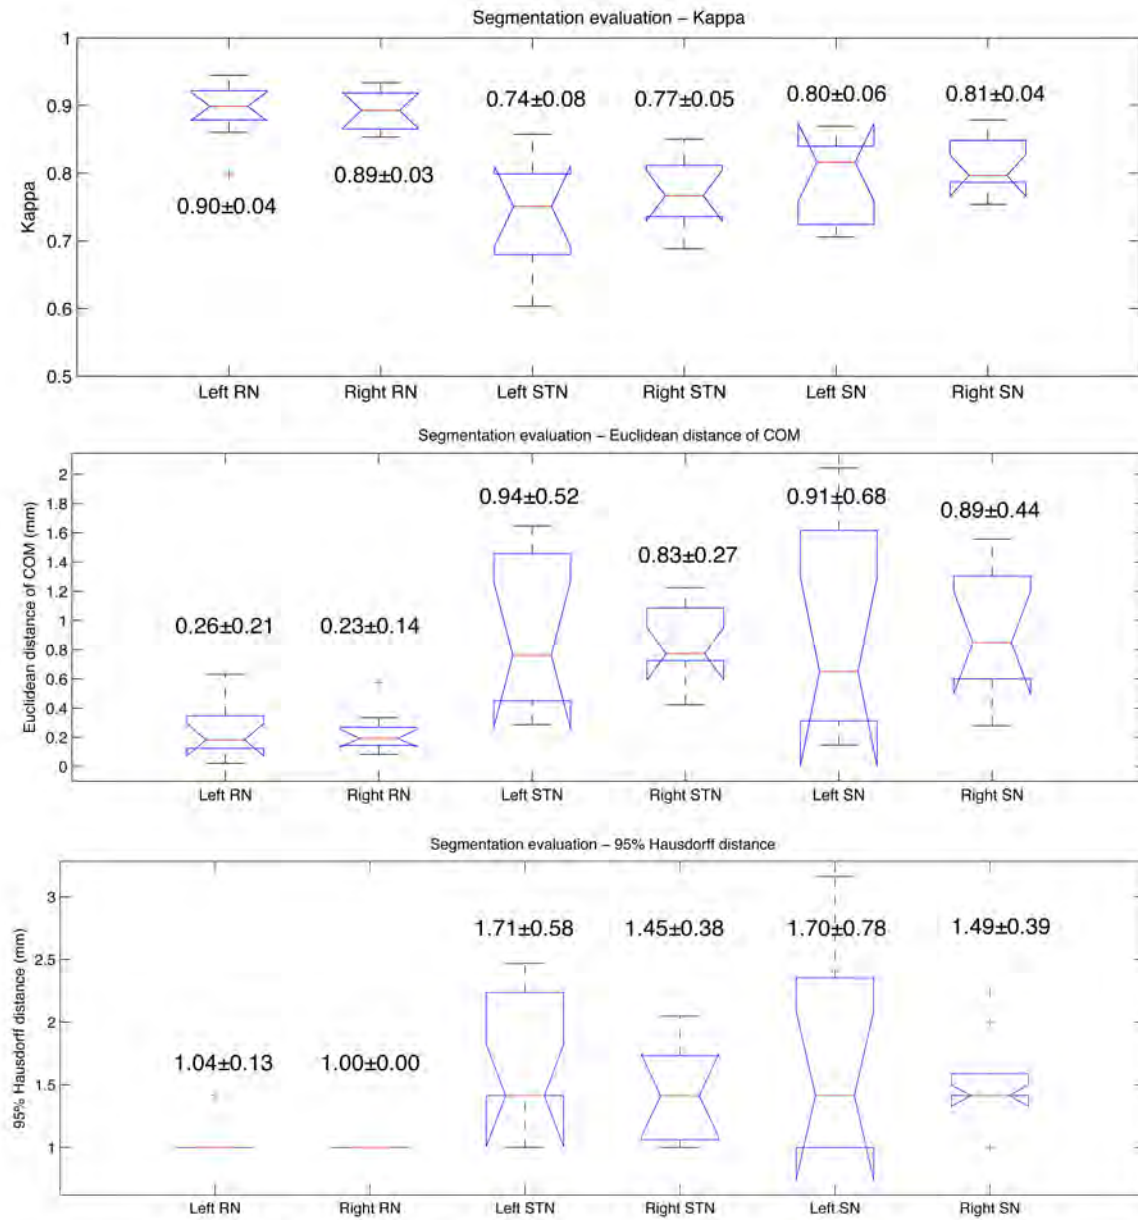 Segmentation evaluation – Kappa
1
0.9
0.8
0.7
0.6
0.5
Kappa
0.90±0.04
0.89±0.03
0.74±0.08
0.77±0.05
0.80±0.06
0.81±0.04
Left RN
Right RN
Left STN
Right STN
Left SN
Right SN
Segmentation evaluation – Euclidean distance of COM
2
1.8
1.6
1.4
1.2
1
0.8
0.6
0.4
0.2
0
Euclidean distance of COM (mm)
0.26±0.21
0.23±0.14
0.94±0.52
0.83±0.27
0.91±0.68
0.89±0.44
Left RN
Right RN
Left STN
Right STN
Left SN
Right SN
Segmentation evaluation – 95% Hausdorff distance
3
2.5
2
1.5
1
95% Hausdorff distance (mm)
1.04±0.13
1.00±0.00
1.71±0.58
1.45±0.38
1.70±0.78
1.49±0.39
Left RN
Right RN
Left STN
Right STN
Left SN
Right SN